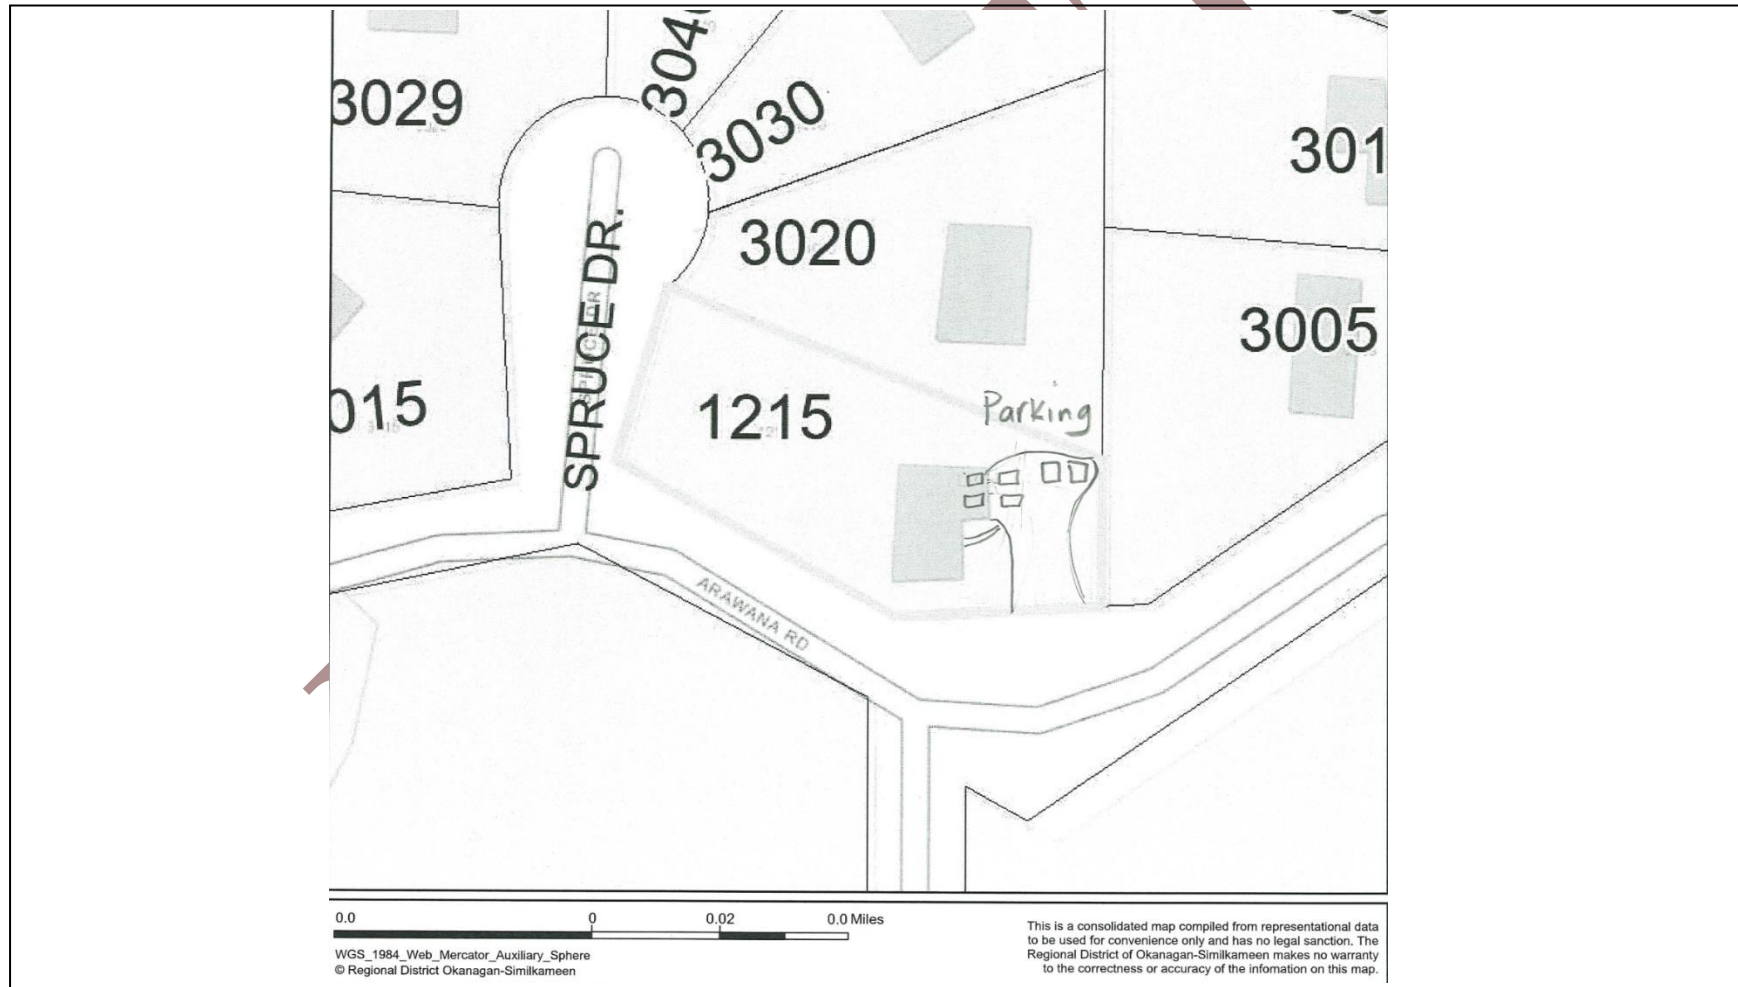 3029
304
3030
301
3020
3005
SPRUCE DR.
SPRUCE DR
015
1215
Parking
ARAWANA RD
0.0 0 0.02 0.0 Miles
WGS_1984_Web_Mercator_Auxiliary_Sphere
© Regional District Okanagan-Similkameen
This is a consolidated map compiled from representational data
to be used for convenience only and has no legal sanction. The
Regional District of Okanagan-Similkameen makes no warranty
to the correctness or accuracy of the infomation on this map.